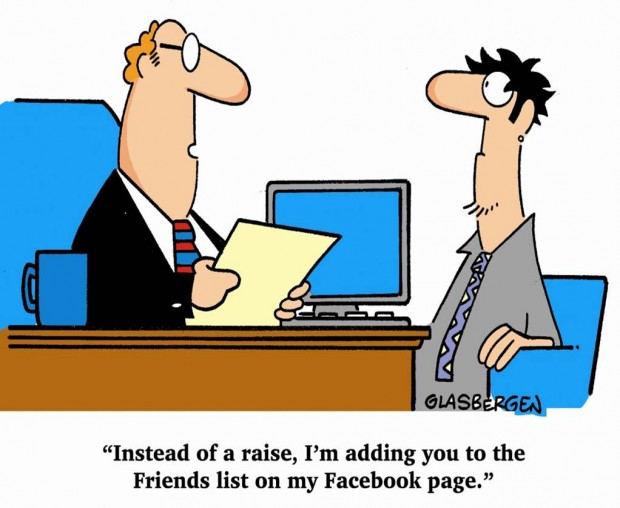 GLASBERGEN
“Instead of a raise, I’m adding you to the
Friends list on my Facebook page.”